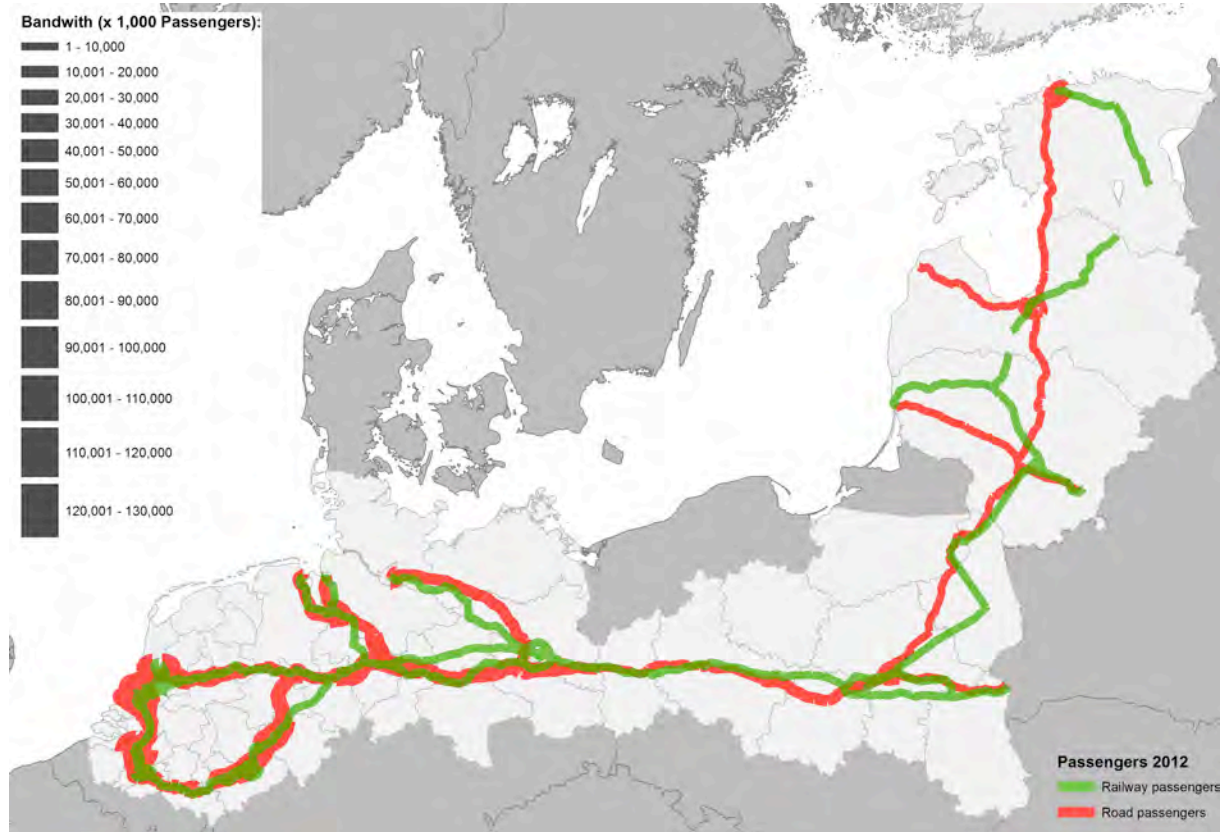 Bandwith (x 1,000 Passengers):
1 - 10,000
10,001 - 20,000
20,001 - 30,000
30,001 - 40,000
40,001 - 50,000
50,001 - 60,000
60,001 - 70,000
70,001 - 80,000
80,001 - 90,000
90,001 - 100,000
100,001 - 110,000
110,001 - 120,000
120,001 - 130,000
Passengers 2012
Railway passengers
Road passengers